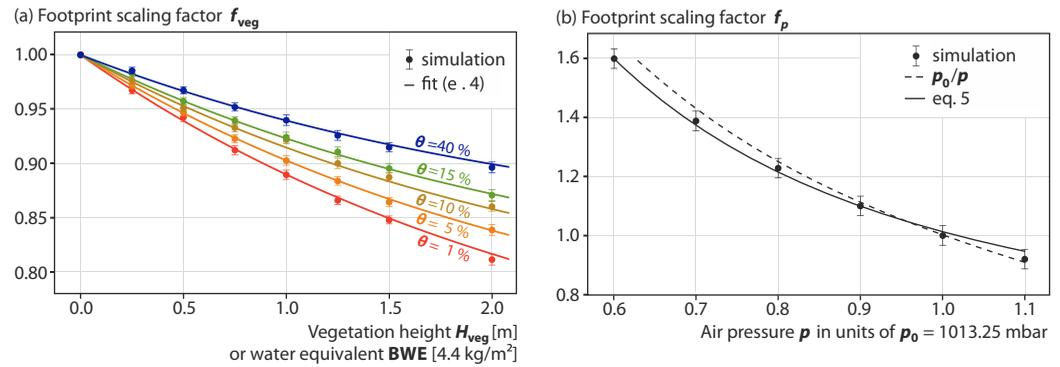 (a) Footprint scaling factor f_veg
1.00
0.95
0.90
0.85
0.80
simulation
fit (e . 4)
θ=40 %
θ=15 %
θ=10 %
θ= 5 %
θ= 1 %
0.0 0.5 1.0 1.5 2.0
Vegetation height H_veg [m]
or water equivalent BWE [4.4 kg/m²]
(b) Footprint scaling factor f_p
1.6
1.4
1.2
1.0
0.8
simulation
p₀/p
eq. 5
0.6 0.7 0.8 0.9 1.0 1.1
Air pressure p in units of p₀ = 1013.25 mbar